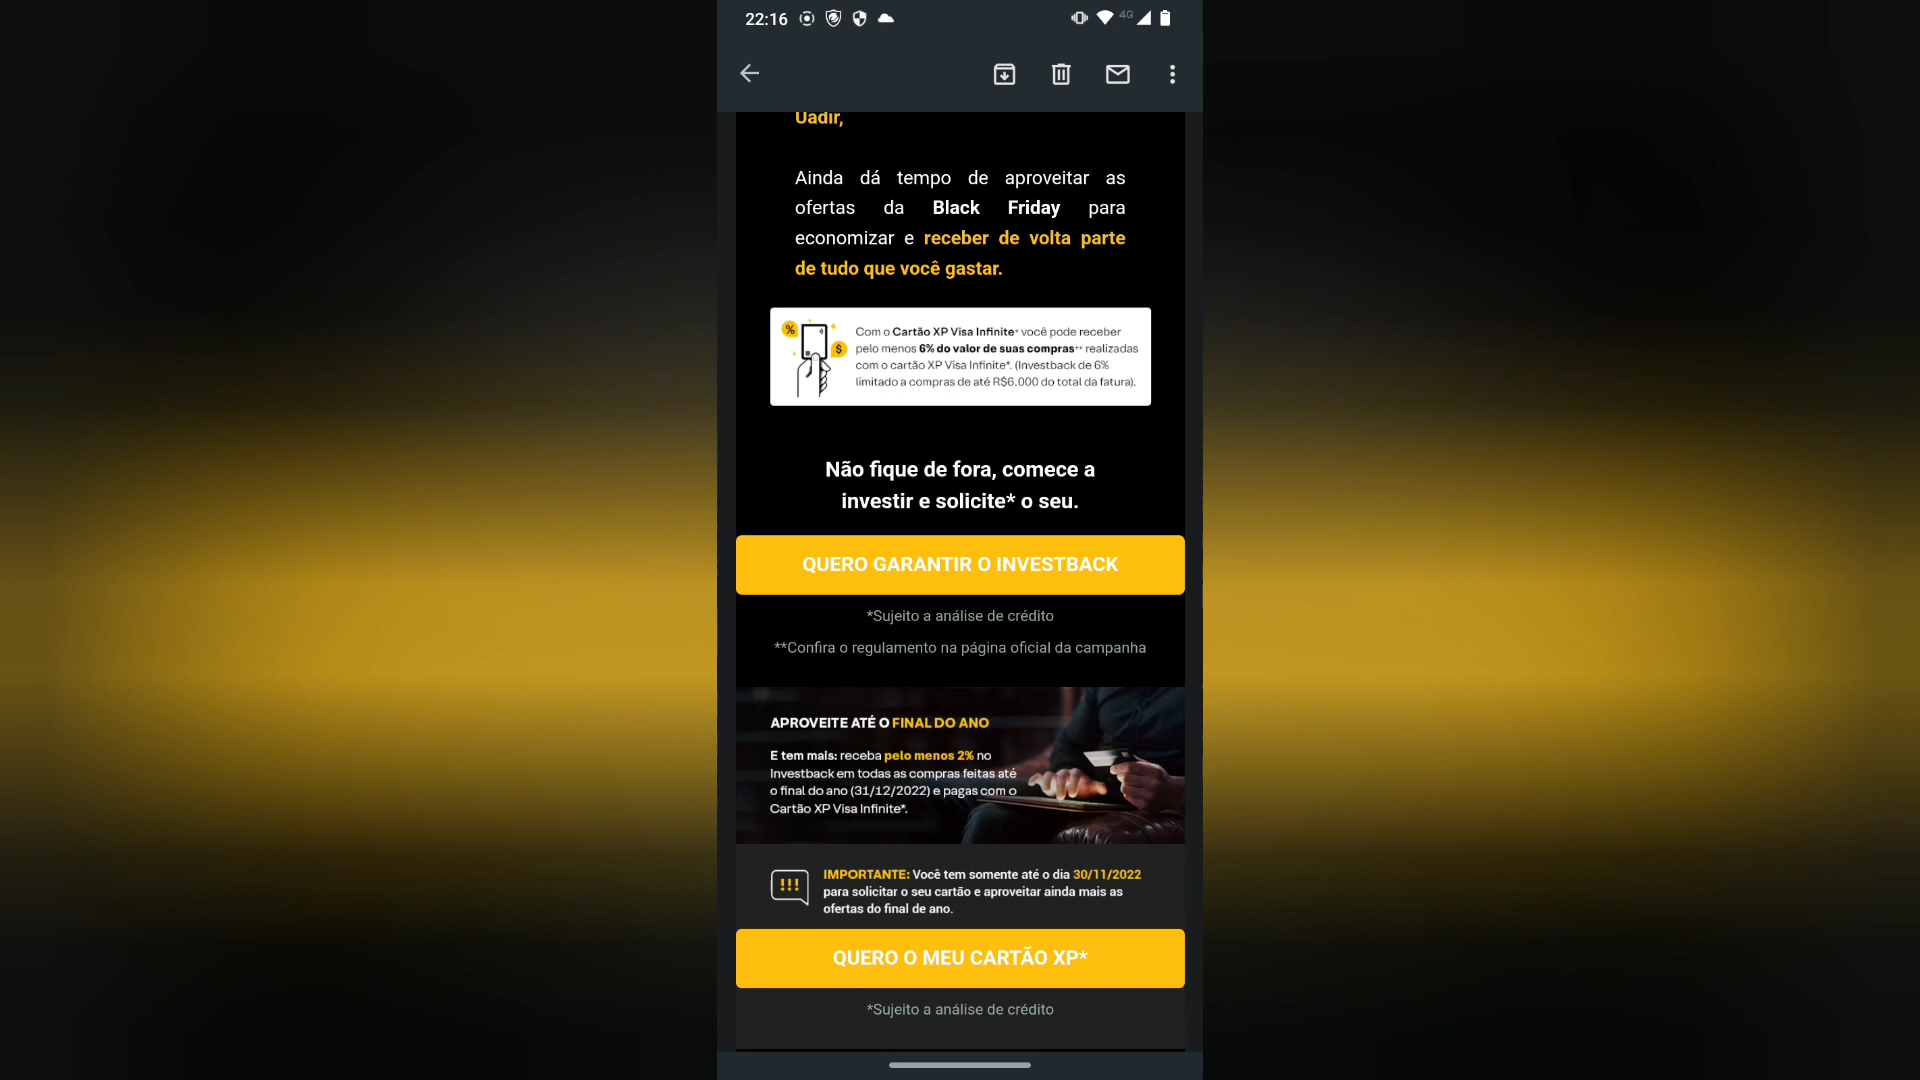 22:16
4G
Uadir,
Ainda dá tempo de aproveitar as
ofertas da Black Friday para
economizar e receber de volta parte
de tudo que você gastar.
%
$
Com o Cartão XP Visa Infinite* você pode receber
pelo menos 6% do valor de suas compras** realizadas
com o cartão XP Visa Infinite*. (Investback de 6%
limitado a compras de até R$6.000 do total da fatura).
Não fique de fora, comece a
investir e solicite* o seu.
QUERO GARANTIR O INVESTBACK
*Sujeito a análise de crédito
**Confira o regulamento na página oficial da campanha
APROVEITE ATÉ O FINAL DO ANO
E tem mais: receba pelo menos 2% no
Investback em todas as compras feitas até
o final do ano (31/12/2022) e pagas com o
Cartão XP Visa Infinite*.
!!!
IMPORTANTE: Você tem somente até o dia 30/11/2022
para solicitar o seu cartão e aproveitar ainda mais as
ofertas do final de ano.
QUERO O MEU CARTÃO XP*
*Sujeito a análise de crédito